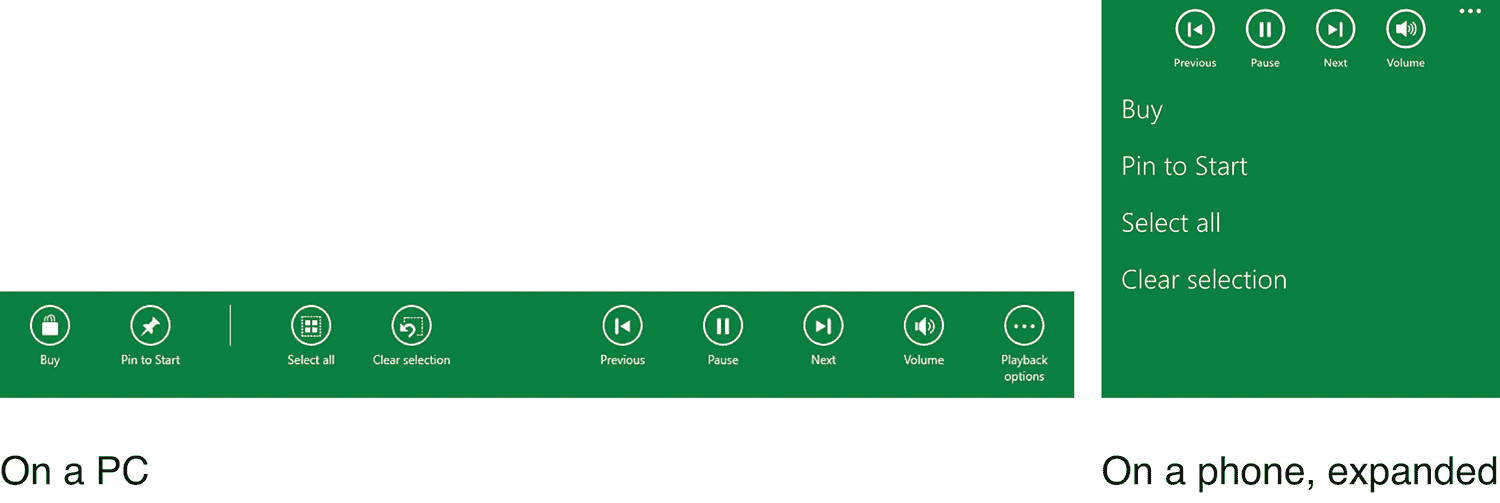 Buy
Pin to Start
Select all
Clear selection
Previous
Pause
Next
Volume
Playback
options
On a PC
Previous
Pause
Next
Volume
Buy
Pin to Start
Select all
Clear selection
On a phone, expanded